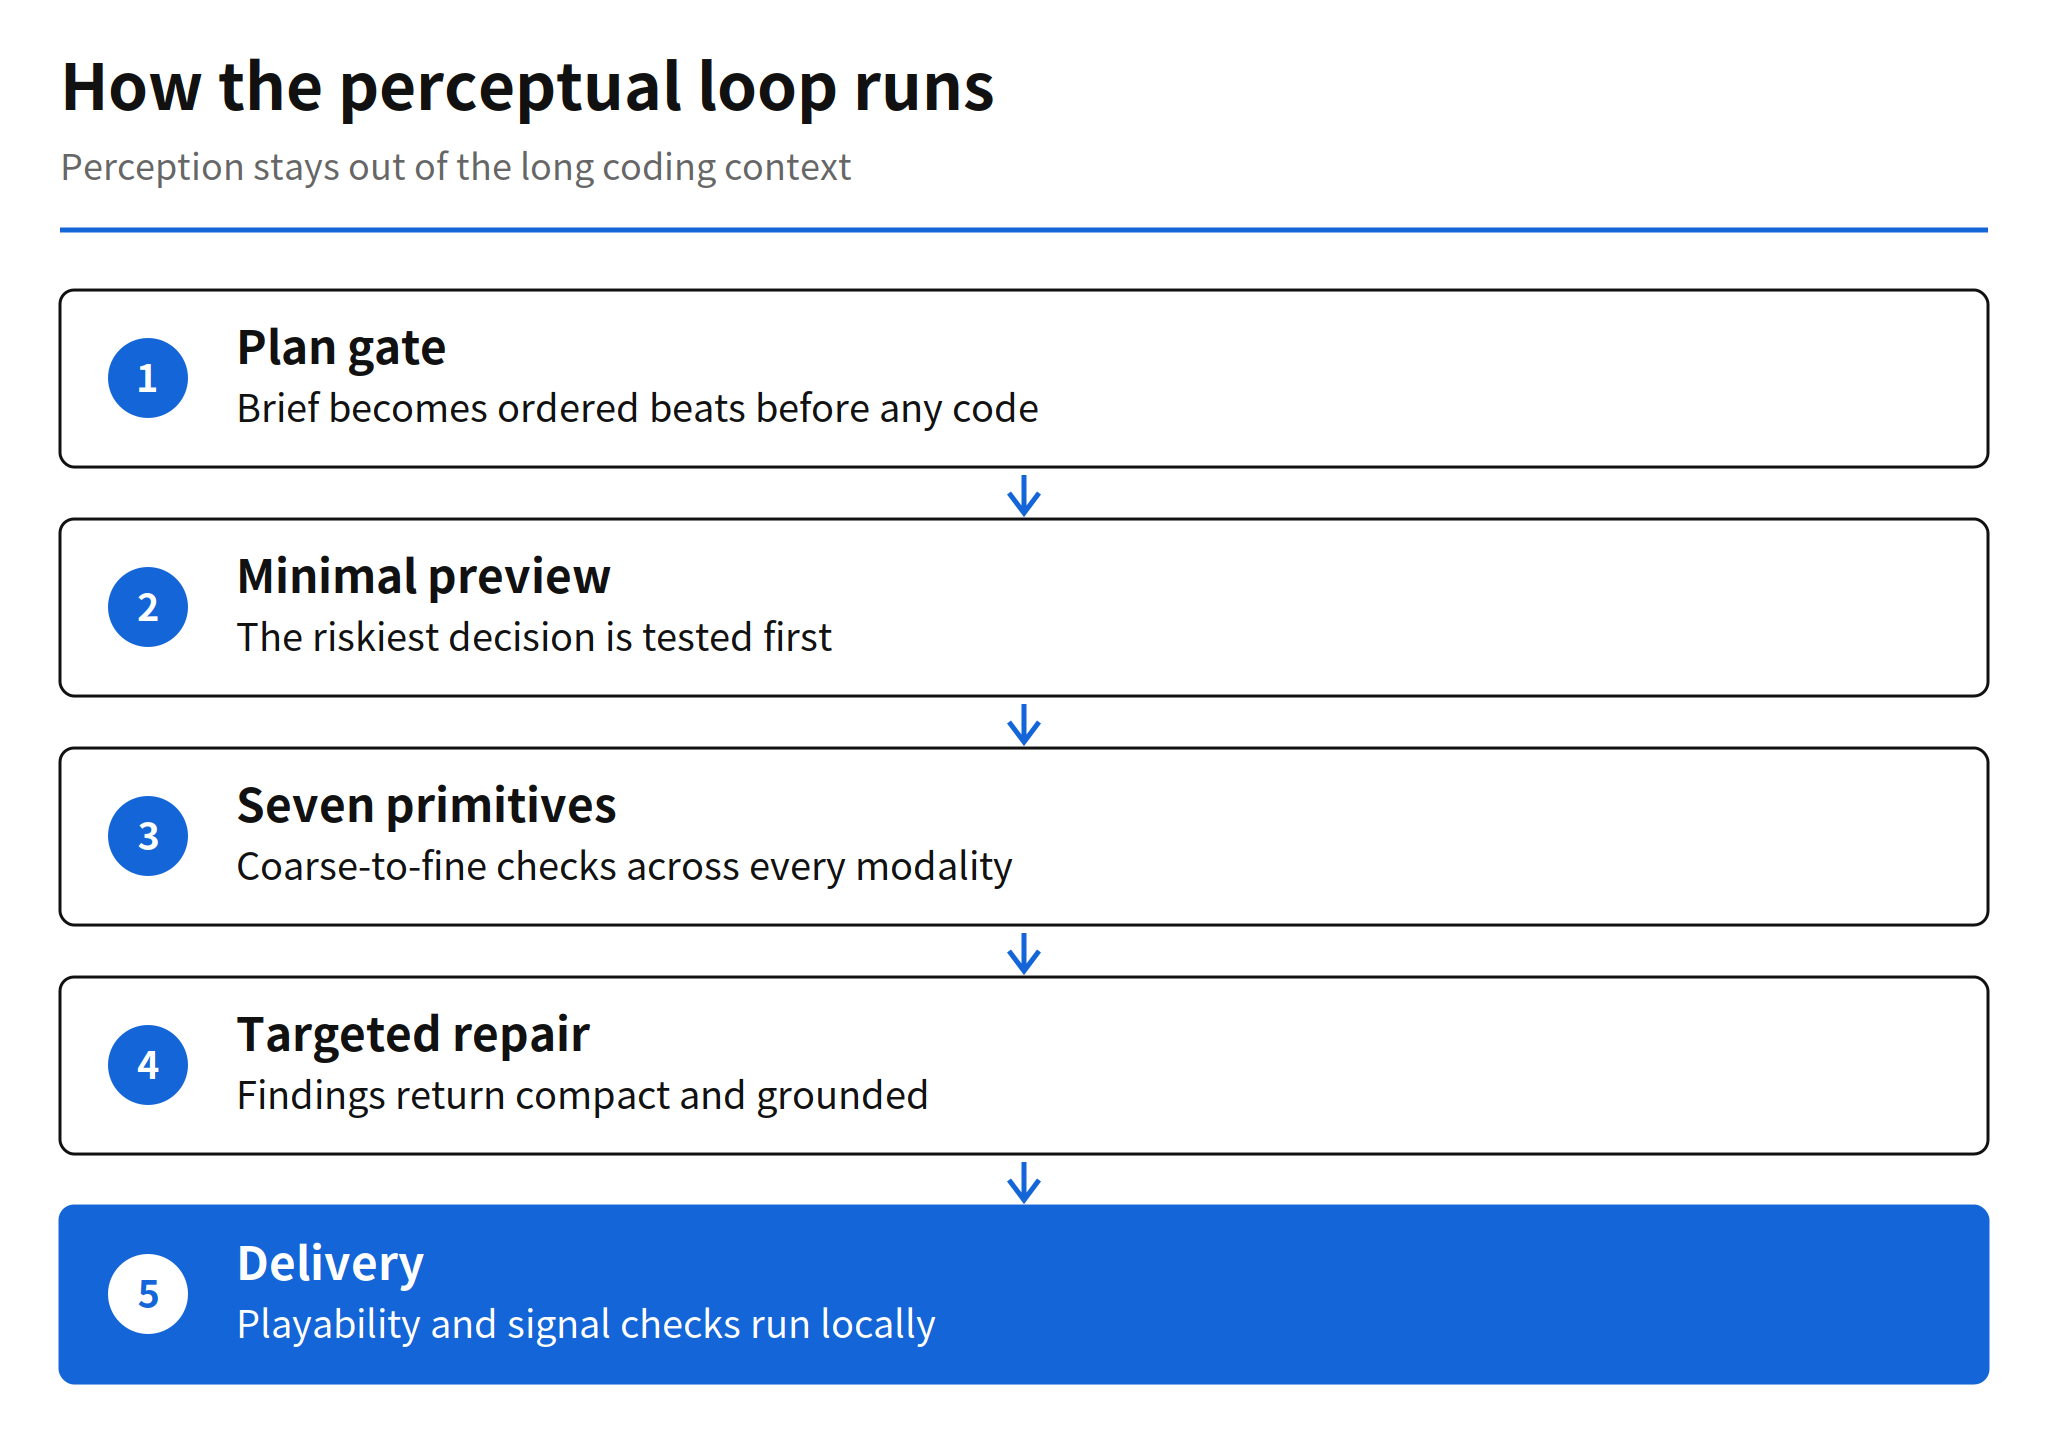 How the perceptual loop runs
Perception stays out of the long coding context
1
Plan gate
Brief becomes ordered beats before any code
2
Minimal preview
The riskiest decision is tested first
3
Seven primitives
Coarse-to-fine checks across every modality
4
Targeted repair
Findings return compact and grounded
5
Delivery
Playability and signal checks run locally